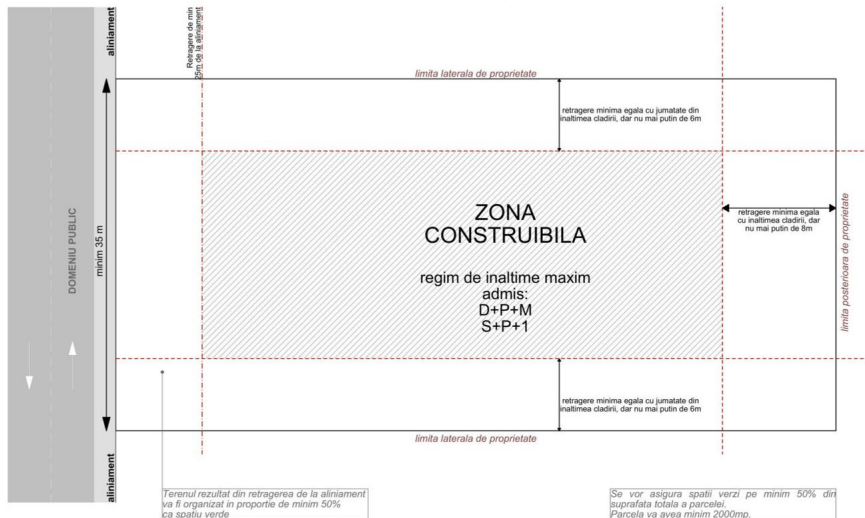 aliniament
Retragere de min
25m de la aliniament
limita laterala de proprietate
retragere minima egala cu jumatate din
inaltimea cladirii, dar nu mai putin de 6m
ZONA
CONSTRUIBILA
regim de inaltime maxim
admis:
D+P+M
S+P+1
retragere minima egala
cu inaltimea cladirii, dar
nu mai putin de 8m
limita posterioara de proprietate
DOMENIU PUBLIC
minim 35 m
retragere minima egala cu jumatate din
inaltimea cladirii, dar nu mai putin de 6m
limita laterala de proprietate
aliniament
Terenul rezultat din retragerea de la aliniament
va fi organizat in proportie de minim 50%
ca spatiu verde
Se vor asigura spatii verzi pe minim 50% din
suprafata totala a parcelei.
Parcela va avea minim 2000mp.